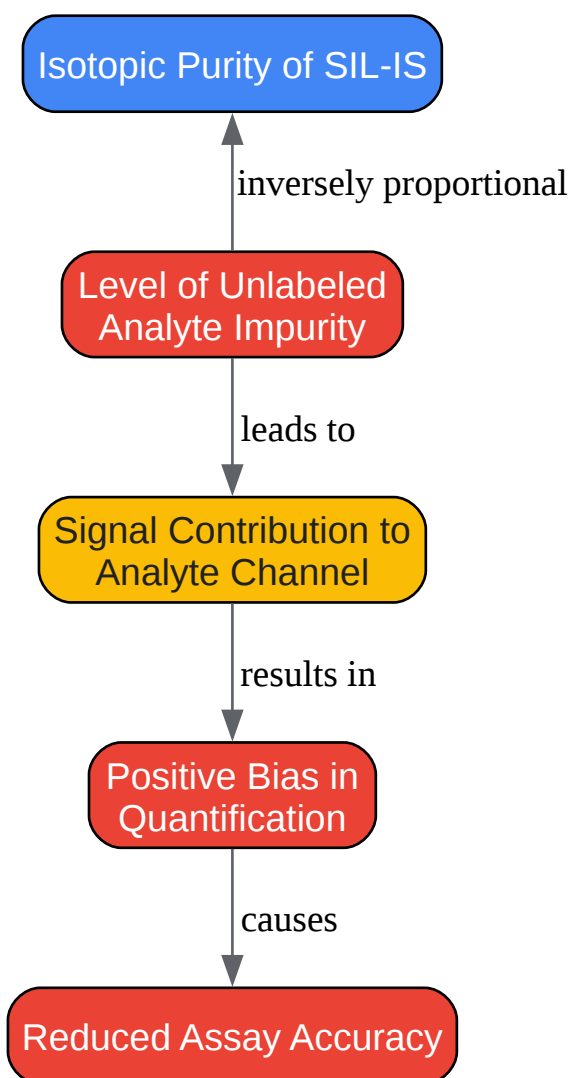 Isotopic Purity of SIL-IS
inversely proportional
Level of Unlabeled
Analyte Impurity
leads to
Signal Contribution to
Analyte Channel
results in
Positive Bias in
Quantification
causes
Reduced Assay Accuracy